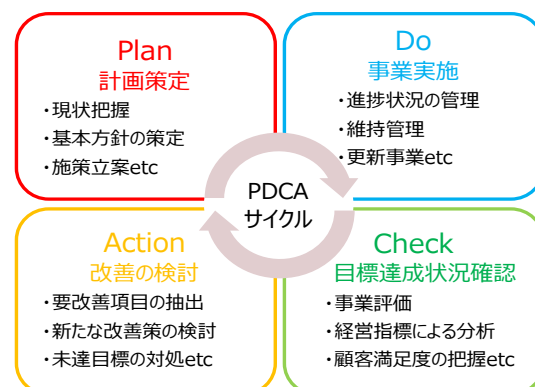 Plan
計画策定
・現状把握
・基本方針の策定
・施策立案etc
Do
事業実施
・進捗状況の管理
・維持管理
・更新事業etc
PDCA
サイクル
Action
改善の検討
・要改善項目の抽出
・新たな改善策の検討
・未達目標の対処etc
Check
目標達成状況確認
・事業評価
・経営指標による分析
・顧客満足度の把握etc